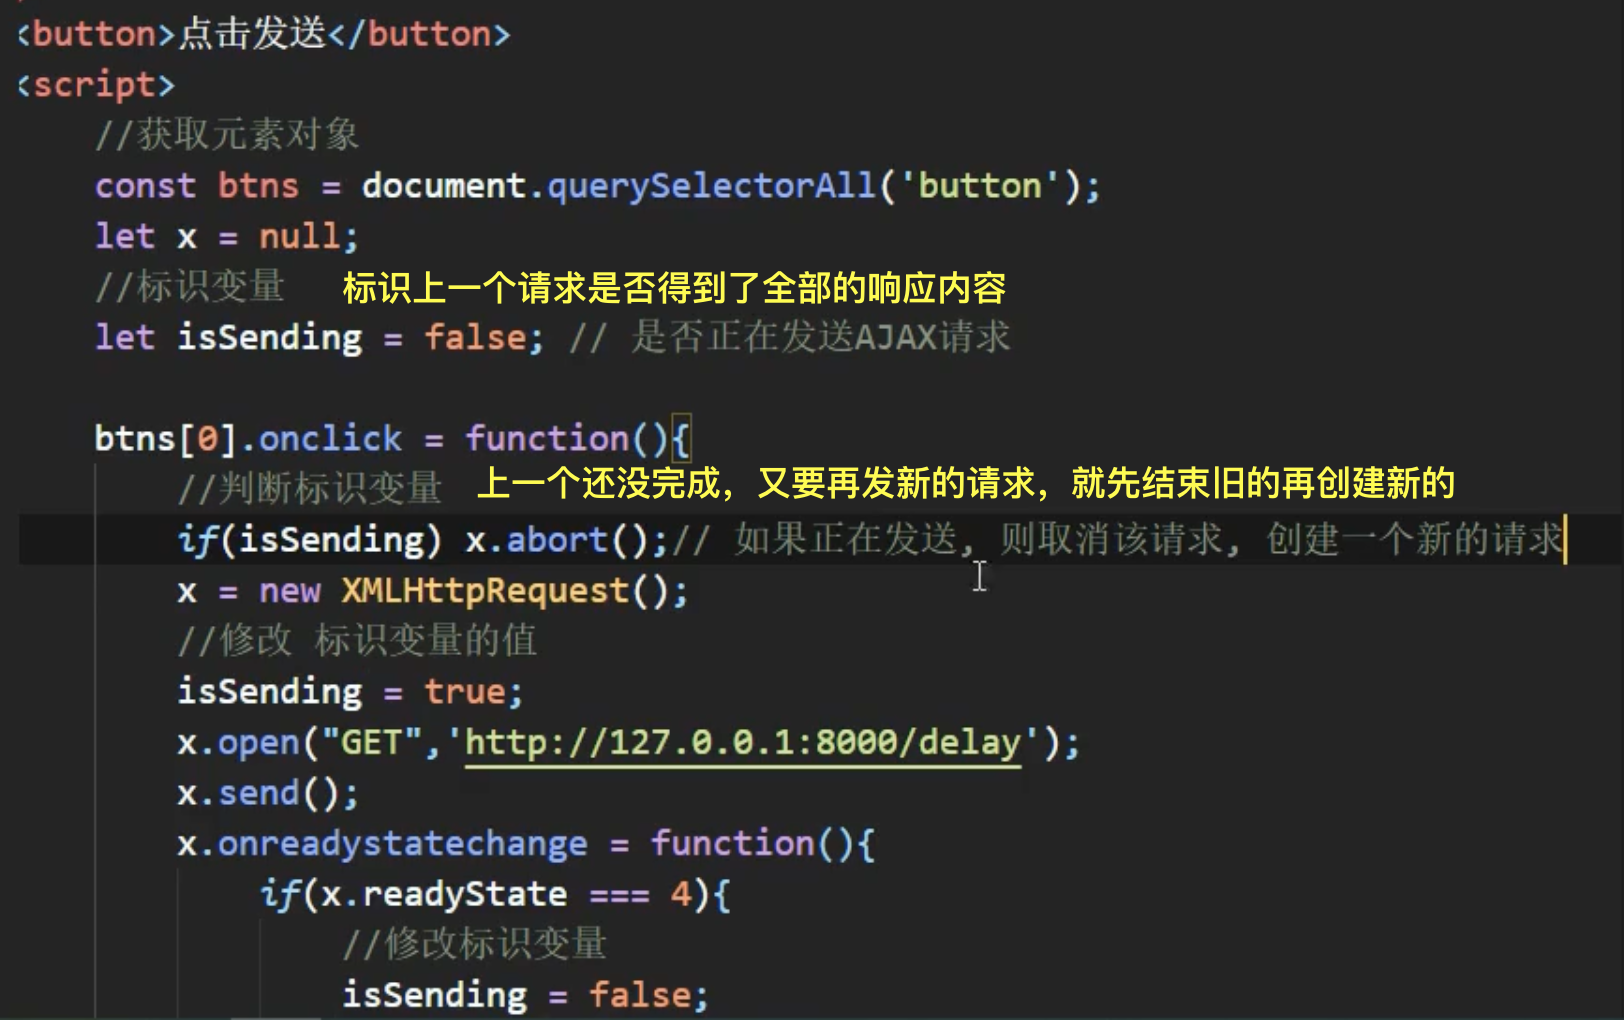 <button>点击发送</button>
<script>
//获取元素对象
const btns = document.querySelectorAll('button');
let x = null;
//标识变量 标识上一个请求是否得到了全部的响应内容
let isSending = false; // 是否正在发送AJAX请求
btns[0].onclick = function(){
//判断标识变量 上一个还没完成，又要再发新的请求，就先结束旧的再创建新的
if(isSending) x.abort();// 如果正在发送, 则取消该请求, 创建一个新的请求
x = new XMLHttpRequest();
//修改 标识变量的值
isSending = true;
x.open("GET",'http://127.0.0.1:8000/delay');
x.send();
x.onreadystatechange = function(){
if(x.readyState === 4){
//修改标识变量
isSending = false;